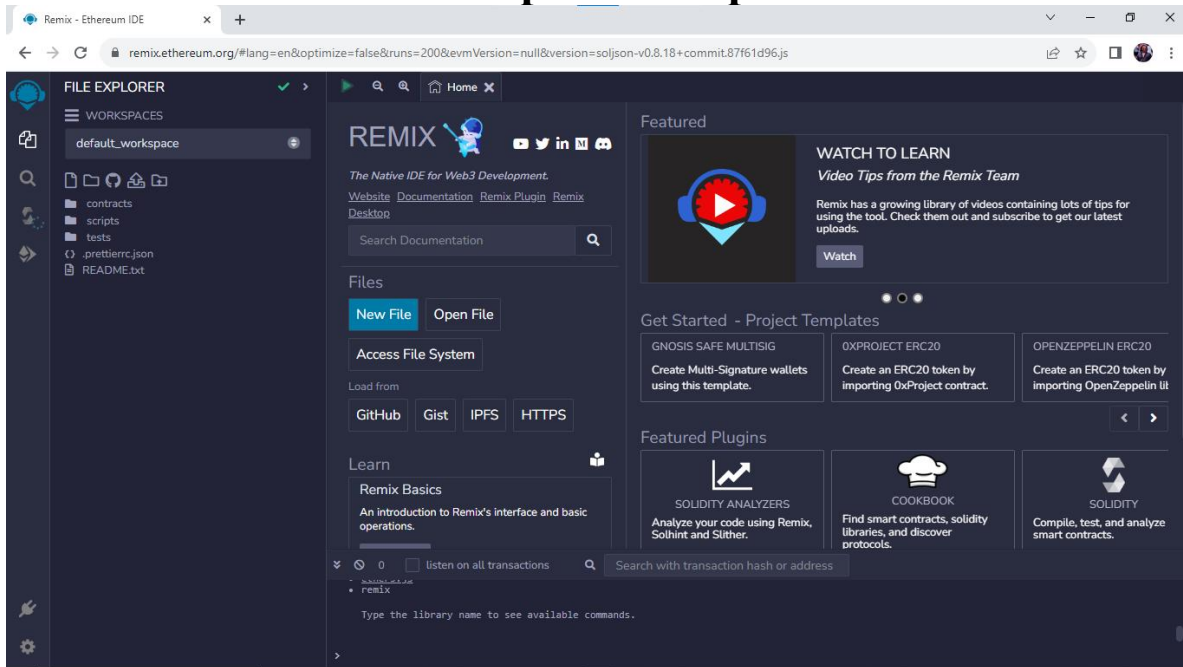 Remix - Ethereum IDE
remix.ethereum.org/#lang=en&optimize=false&runs=200&evmVersion=null&version=soljson-v0.8.18+commit.87f61d96.js
FILE EXPLORER
WORKSPACES
default_workspace
contracts
scripts
tests
.prettierrc.json
README.txt
Home
REMIX
in M
The Native IDE for Web3 Development.
Website Documentation Remix Plugin Remix
Desktop
Search Documentation
Files
New File Open File
Access File System
Load from
GitHub Gist IPFS HTTPS
Learn
Remix Basics
An introduction to Remix's interface and basic
operations.
Featured
WATCH TO LEARN
Video Tips from the Remix Team
Remix has a growing library of videos containing lots of tips for
using the tool. Check them out and subscribe to get our latest
uploads.
Watch
Get Started - Project Templates
GNOSIS SAFE MULTISIG
Create Multi-Signature wallets
using this template.
0XPROJECT ERC20
Create an ERC20 token by
importing 0xProject contract.
OPENZEPPELIN ERC20
Create an ERC20 token by
importing OpenZeppelin lib
Featured Plugins
SOLIDITY ANALYZERS
Analyze your code using Remix,
Solhint and Slither.
COOKBOOK
Find smart contracts, solidity
libraries, and discover
protocols.
SOLIDITY
Compile, test, and analyze
smart contracts.
0 listen on all transactions
Search with transaction hash or address
remix
Type the library name to see available commands.
>